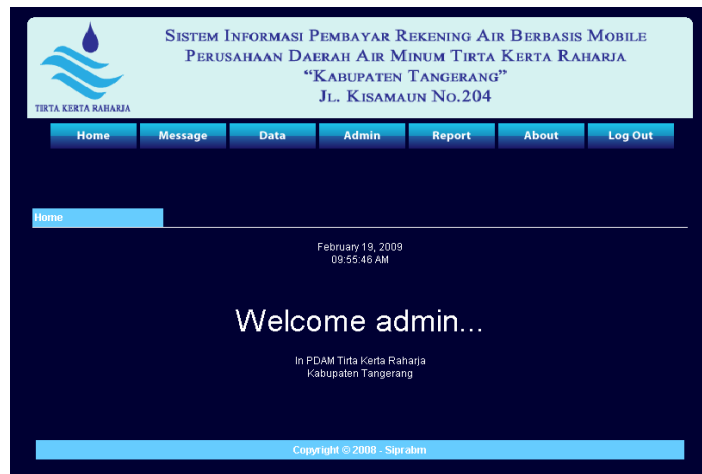 SISTEM INFORMASI PEMBAYAR REKENING AIR BERBASIS MOBILE
PERUSAHAAN DAERAH AIR MINUM TIRTA KERTA RAHARJA
“KABUPATEN TANGERANG”
JL. KISAMAUN NO.204
TIRTA KERTA RAHARJA
Home Message Data Admin Report About Log Out
Home
February 19, 2009
09:55:46 AM
Welcome admin...
In PDAM Tirta Kerta Raharja
Kabupaten Tangerang
Copyright © 2008 - Siprabm